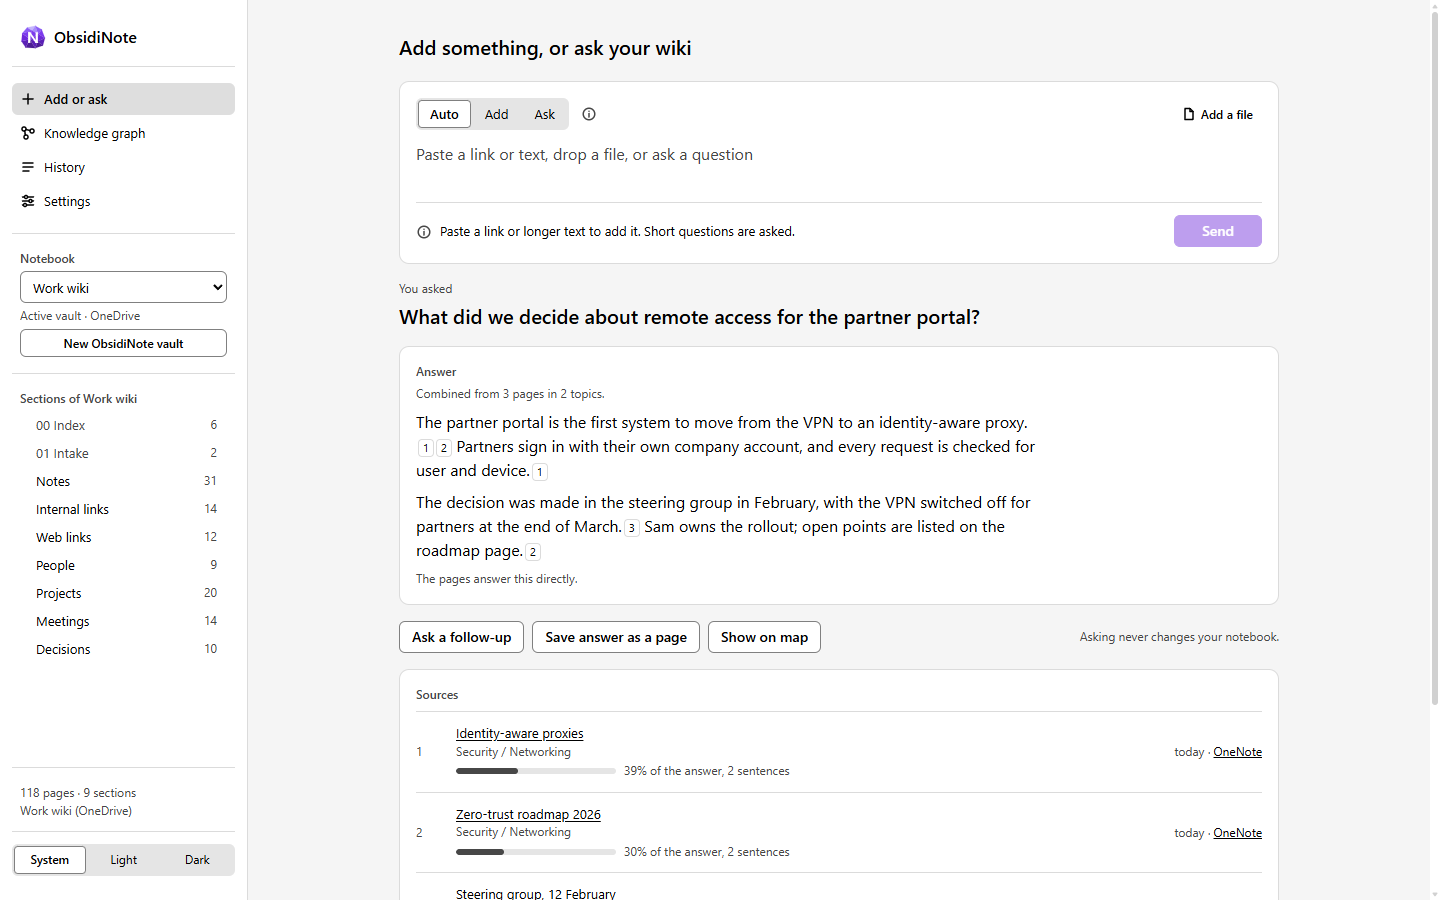 ObsidiNote
Add or ask
Knowledge graph
History
Settings
Notebook
Work wiki
Active vault · OneDrive
New ObsidiNote vault
Sections of Work wiki
00 Index 6
01 Intake 2
Notes 31
Internal links 14
Web links 12
People 9
Projects 20
Meetings 14
Decisions 10
118 pages · 9 sections
Work wiki (OneDrive)
System Light Dark
Add something, or ask your wiki
Auto Add Ask
Add a file
Paste a link or text, drop a file, or ask a question
Paste a link or longer text to add it. Short questions are asked.
Send
You asked
What did we decide about remote access for the partner portal?
Answer
Combined from 3 pages in 2 topics.
The partner portal is the first system to move from the VPN to an identity-aware proxy.
1 2 Partners sign in with their own company account, and every request is checked for
user and device. 1
The decision was made in the steering group in February, with the VPN switched off for
partners at the end of March. 3 Sam owns the rollout; open points are listed on the
roadmap page. 2
The pages answer this directly.
Ask a follow-up
Save answer as a page
Show on map
Asking never changes your notebook.
Sources
1
Identity-aware proxies
Security / Networking
39% of the answer, 2 sentences
today · OneNote
2
Zero-trust roadmap 2026
Security / Networking
30% of the answer, 2 sentences
today · OneNote
Steering group, 12 February